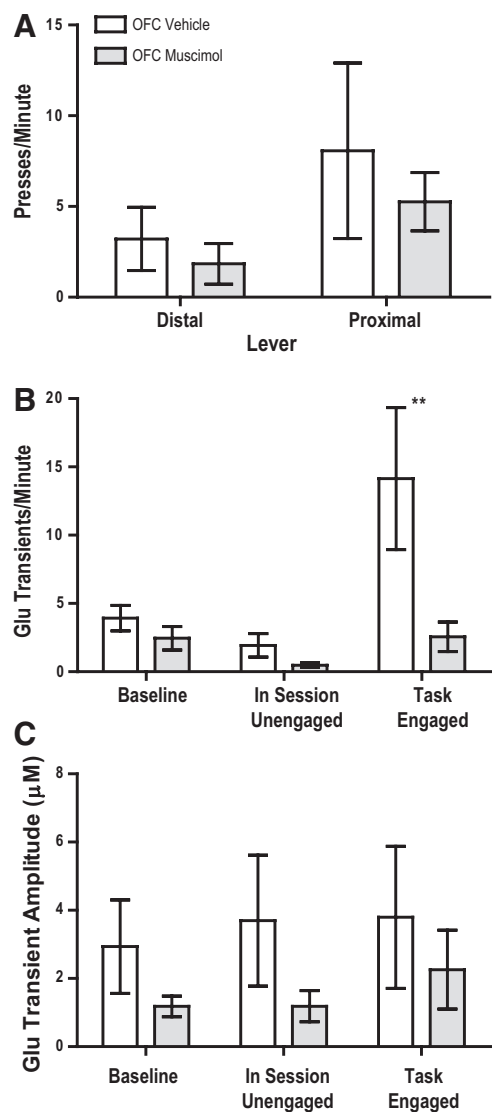 A
15
OFC Vehicle
OFC Muscimol
10
5
0
Presses/Minute
Distal
Proximal
Lever
B
20
**
15
10
5
0
Glu Transients/Minute
Baseline
In Session
Unengaged
Task
Engaged
C
8
6
4
2
0
Glu Transient Amplitude (μM)
Baseline
In Session
Unengaged
Task
Engaged